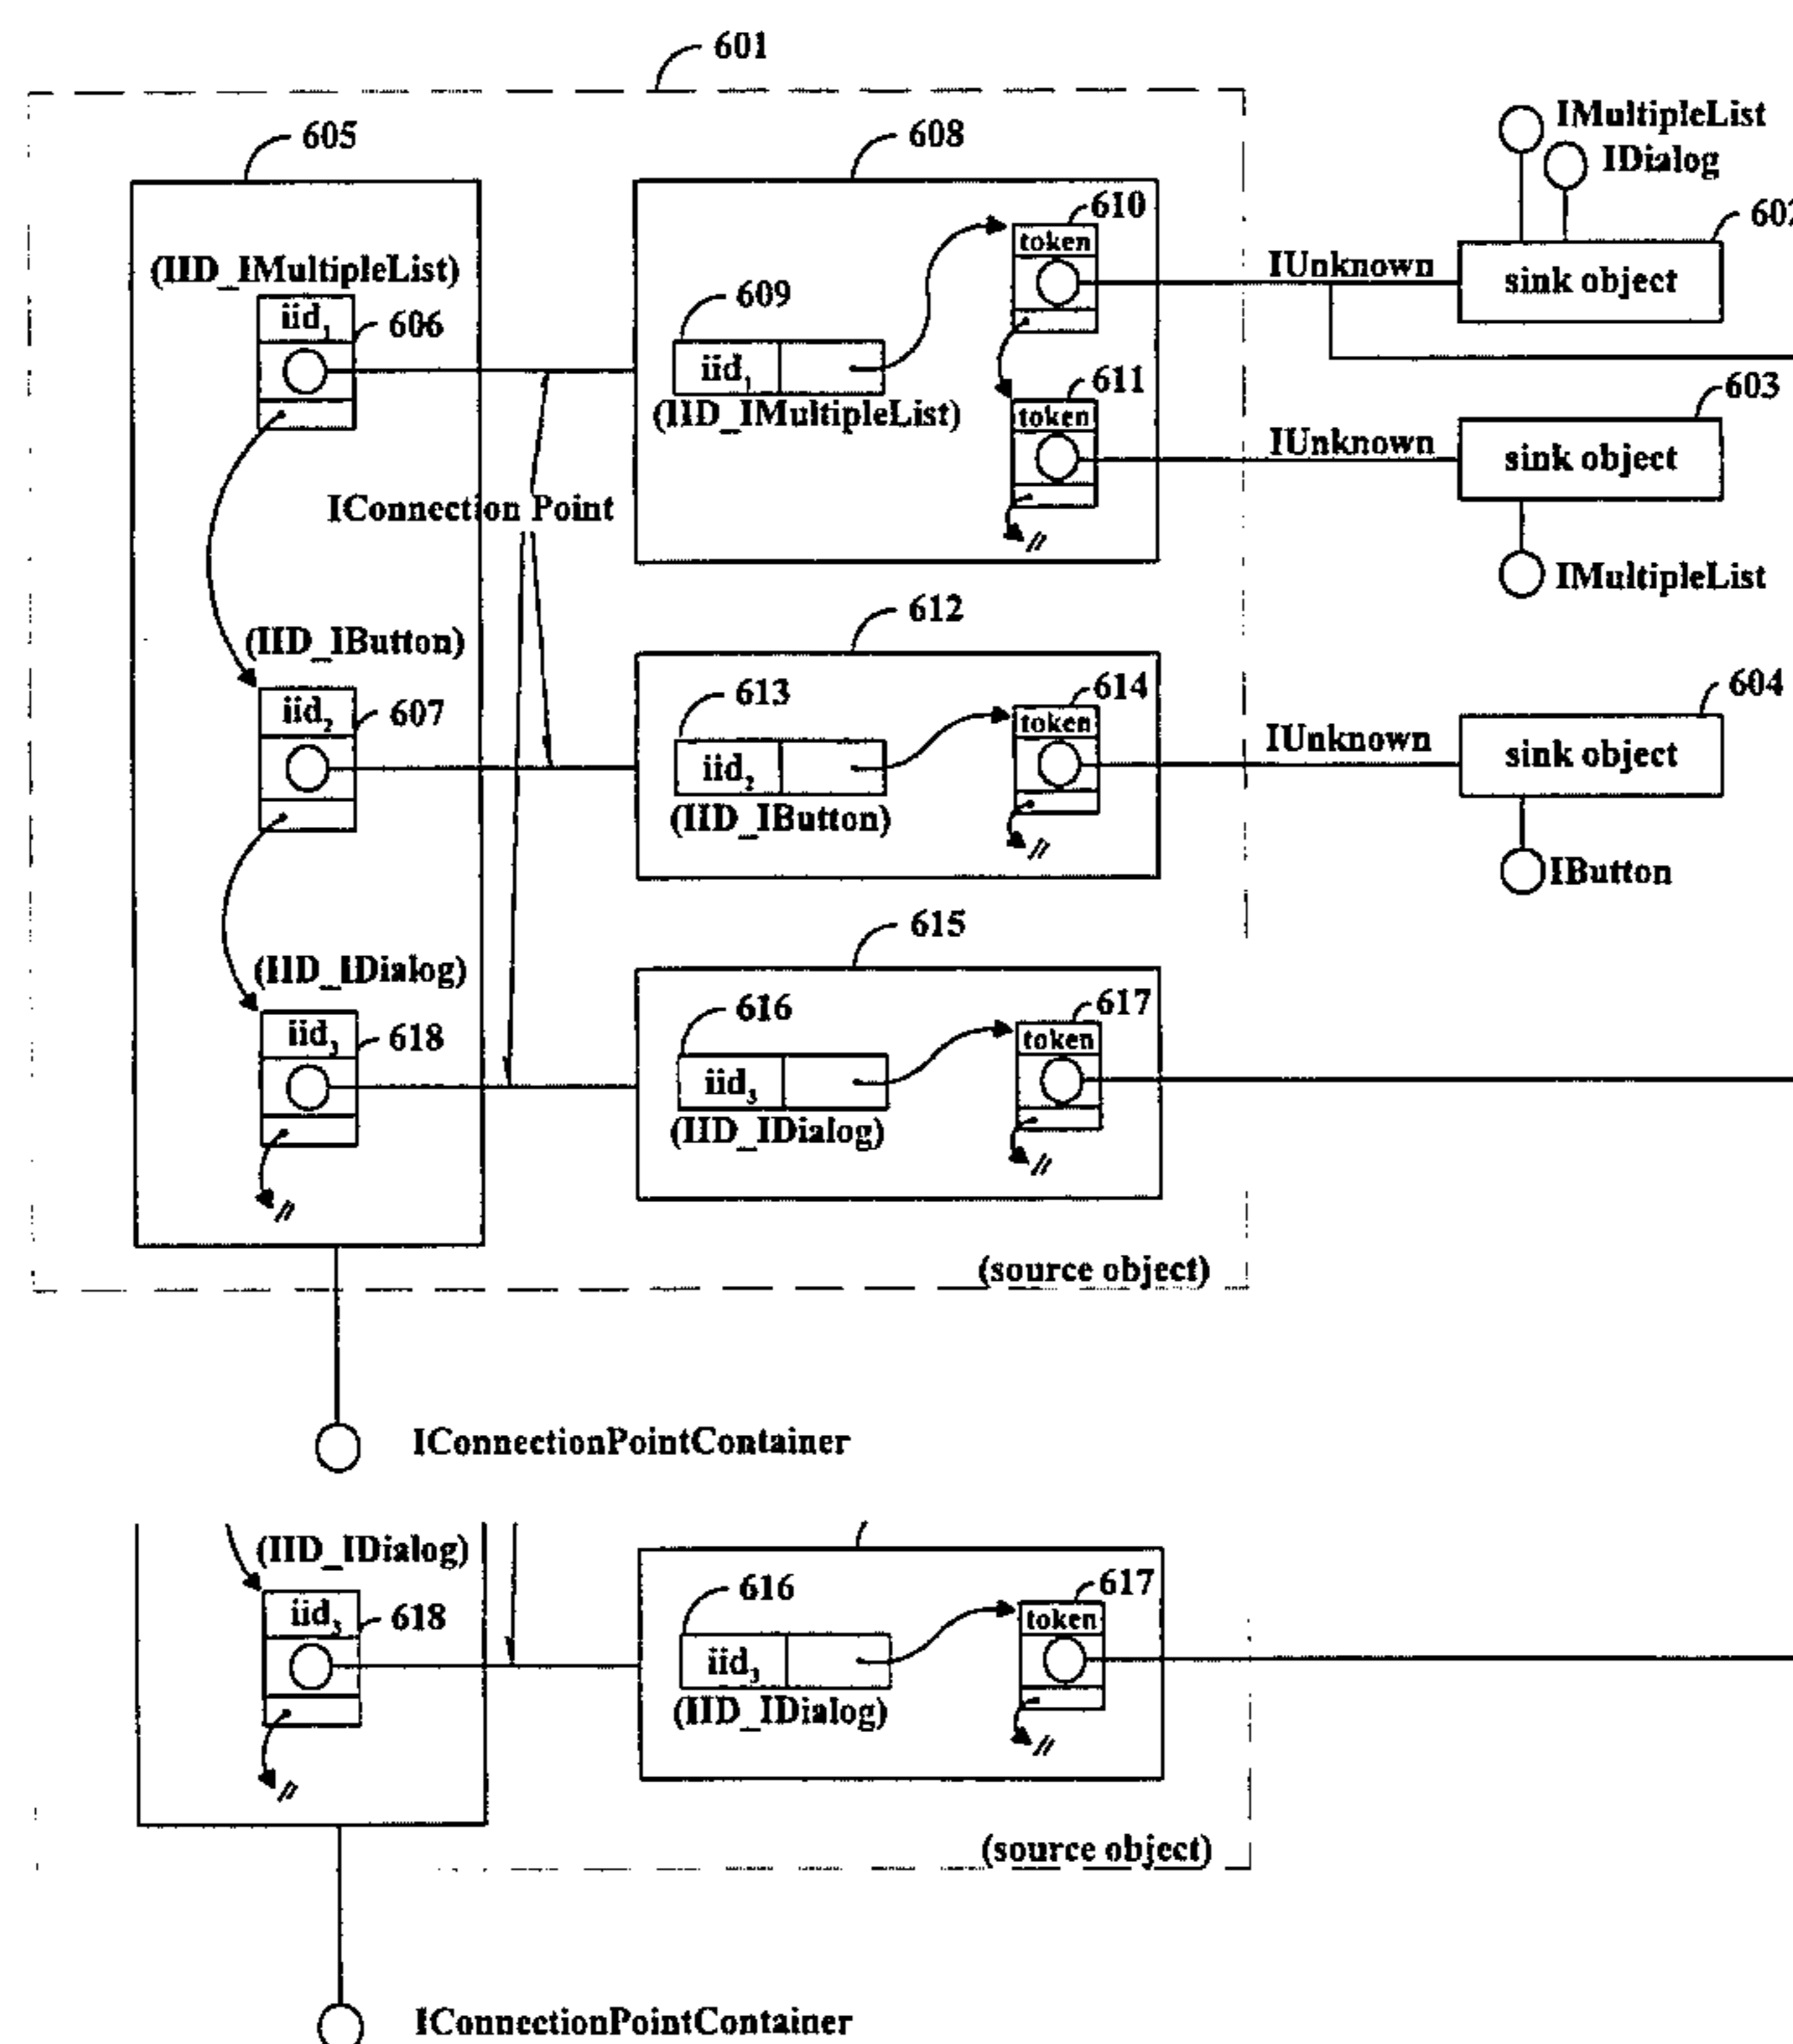 601
605
608
IMultipleList
IDialog
610
602
token
(IID_IMultipleList)
IUnknown
sink object
609
iid1
606
iid1
611
603
(IID_IMultipleList)
token
IUnknown
sink object
IConnection Point
IMultipleList
612
(IID_IButton)
613
614
604
iid2
607
token
IUnknown
sink object
iid2
(IID_IButton)
IButton
615
(IID_IDialog)
616
617
iid3
618
token
iid3
(IID_IDialog)
(source object)
IConnectionPointContainer
(IID_IDialog)
616
617
iid3
618
token
iid3
(IID_IDialog)
(source object)
IConnectionPointContainer